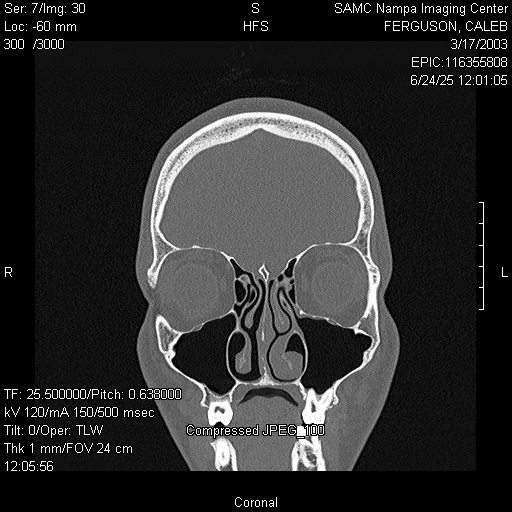 Ser: 7/Img: 30
Loc: -60 mm
300 /3000
S
HFS
SAMC Nampa Imaging Center
FERGUSON, CALEB
3/17/2003
EPIC:116355808
6/24/25 12:01:05
R
L
TF: 25.500000/Pitch: 0.638000
kV 120/mA 150/500 msec
Tilt: 0/Oper: TLW
Thk 1 mm/FOV 24 cm
12:05:56
Compressed JPEG_100
Coronal